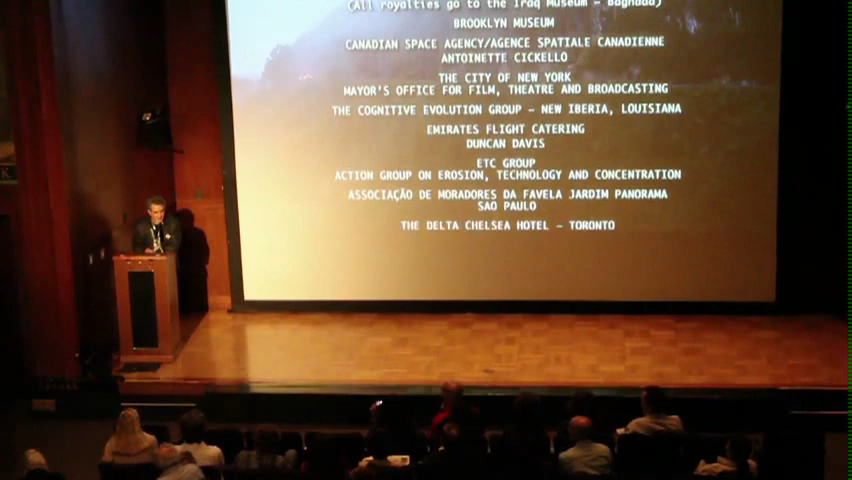 (All royalties go to the Iraq Museum – Baghdad)
BROOKLYN MUSEUM
CANADIAN SPACE AGENCY/AGENCE SPATIALE CANADIENNE
ANTOINETTE CICKELLO
THE CITY OF NEW YORK
MAYOR'S OFFICE FOR FILM, THEATRE AND BROADCASTING
THE COGNITIVE EVOLUTION GROUP – NEW IBERIA, LOUISIANA
EMIRATES FLIGHT CATERING
DUNCAN DAVIS
ETC GROUP
ACTION GROUP ON EROSION, TECHNOLOGY AND CONCENTRATION
ASSOCIAÇÃO DE MORADORES DA FAVELA JARDIM PANORAMA
SAO PAULO
THE DELTA CHELSEA HOTEL – TORONTO